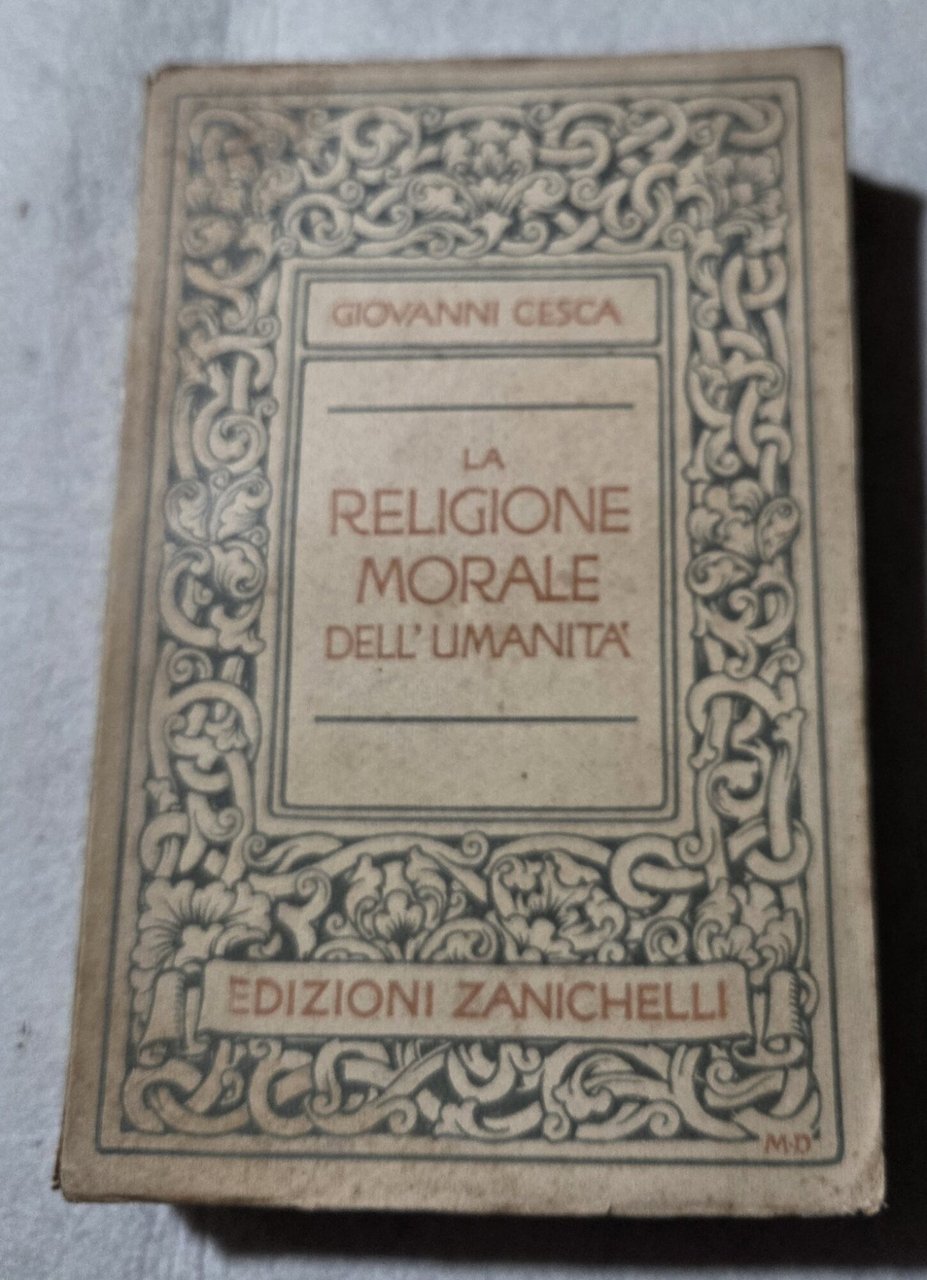 GIOVANNI CESCA
LA
RELIGIONE
MORALE
DELL'UMANITÀ
EDIZIONI ZANICHELLI
M·D